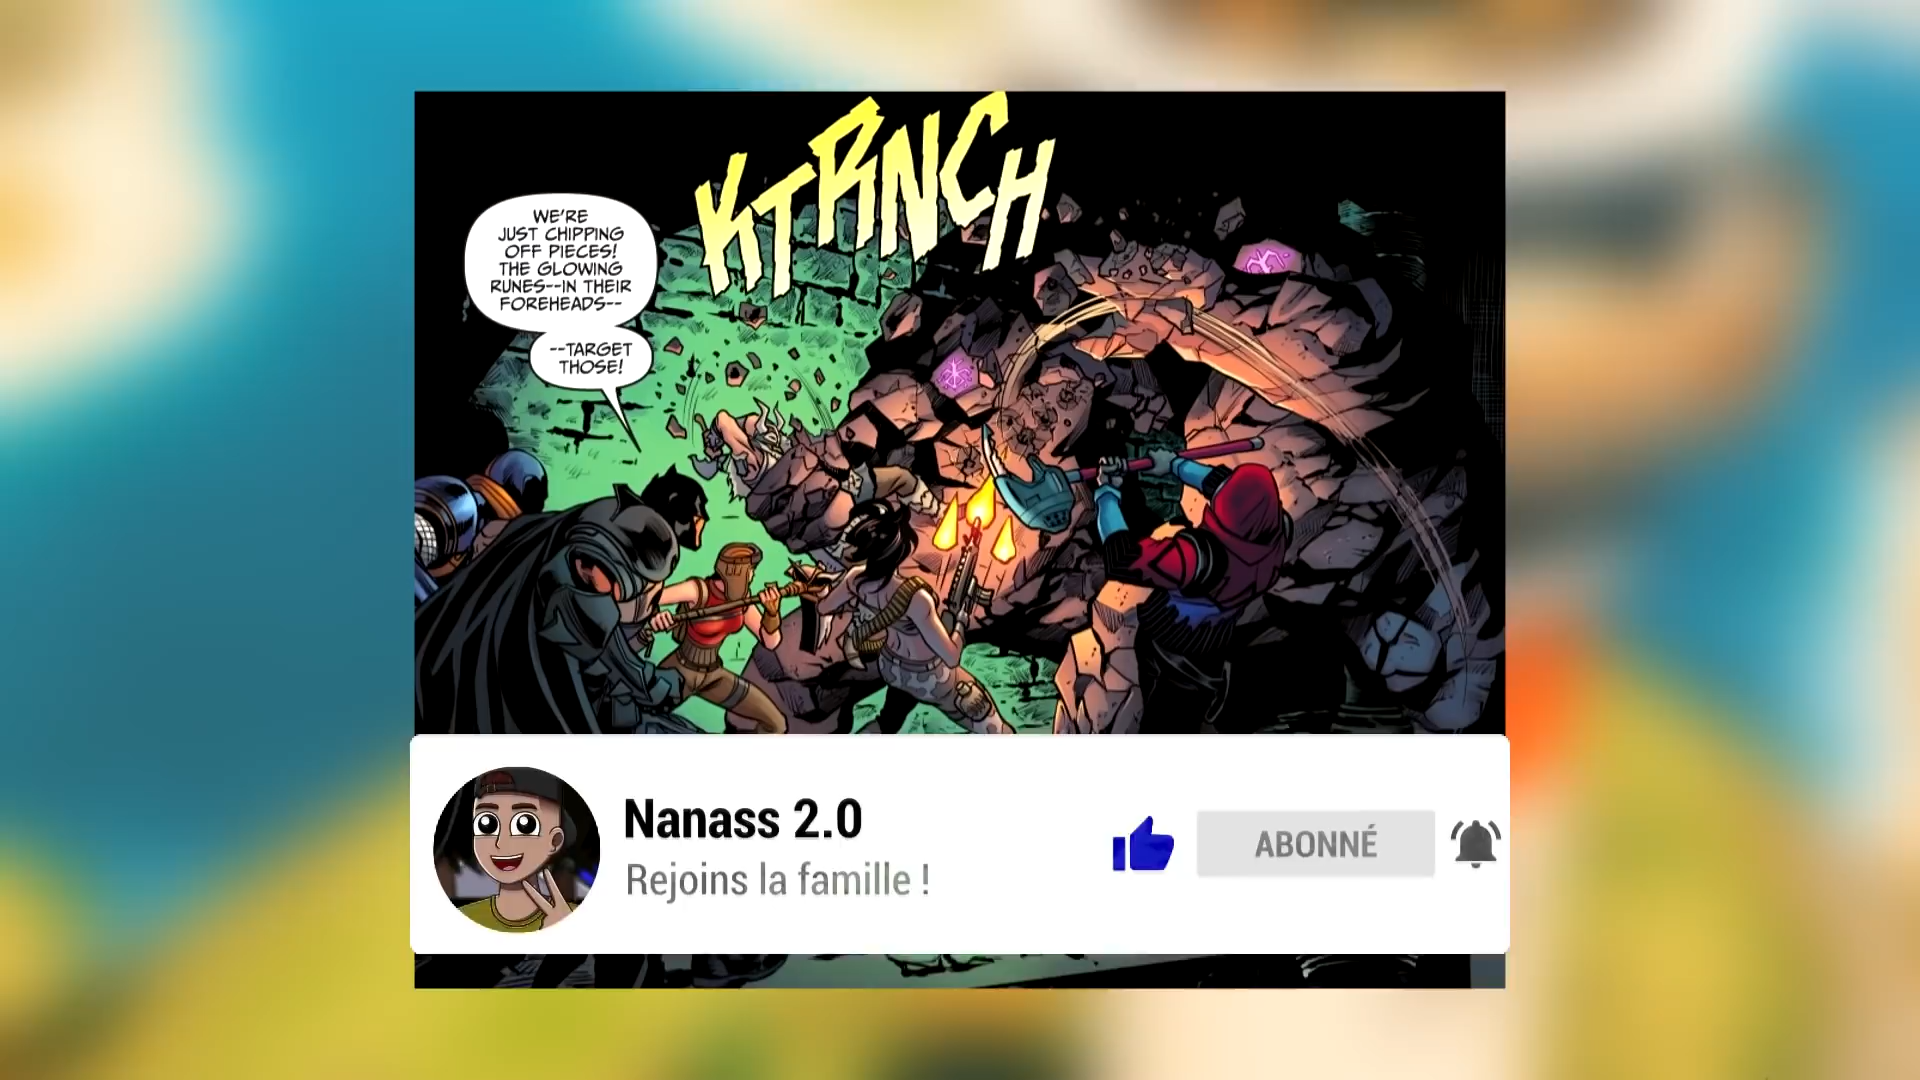 KTRNCH
WE'RE
JUST CHIPPING
OFF PIECES!
THE GLOWING
RUNES--IN THEIR
FOREHEADS--
--TARGET
THOSE!
Nanass 2.0
Rejoins la famille !
ABONNÉ